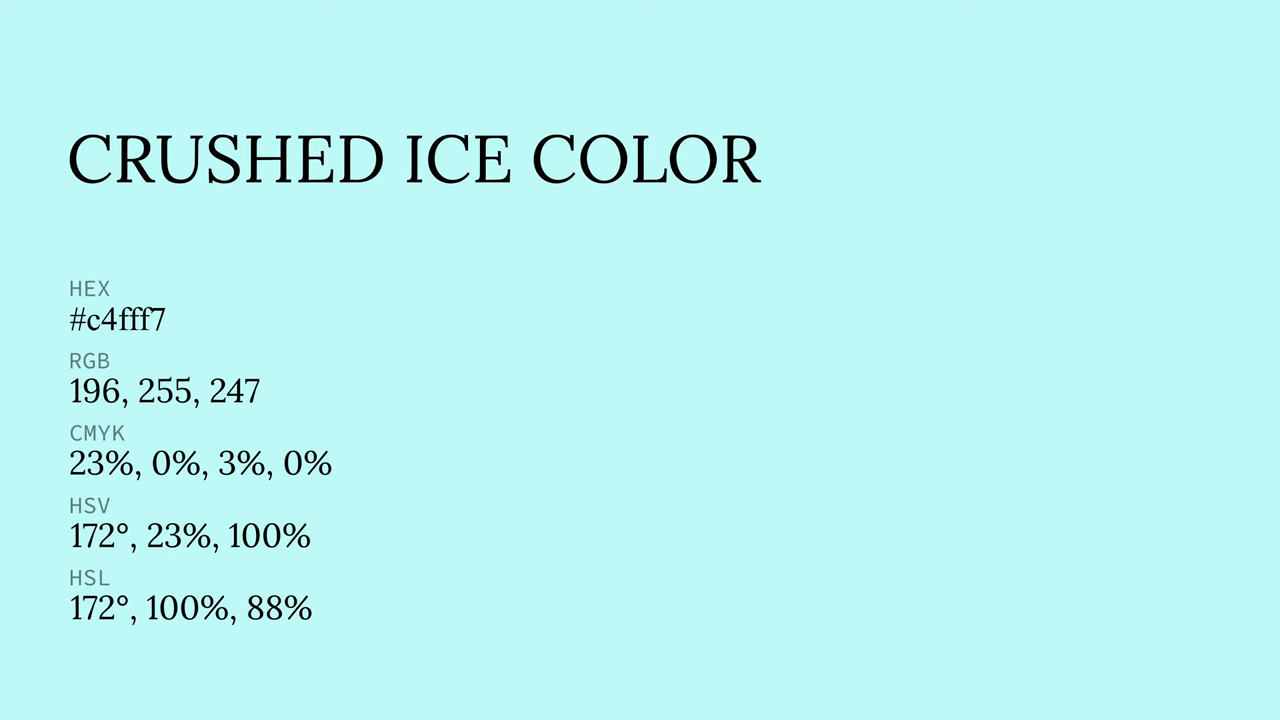 CRUSHED ICE COLOR
HEX
#c4fff7
RGB
196, 255, 247
CMYK
23%, 0%, 3%, 0%
HSV
172°, 23%, 100%
HSL
172°, 100%, 88%